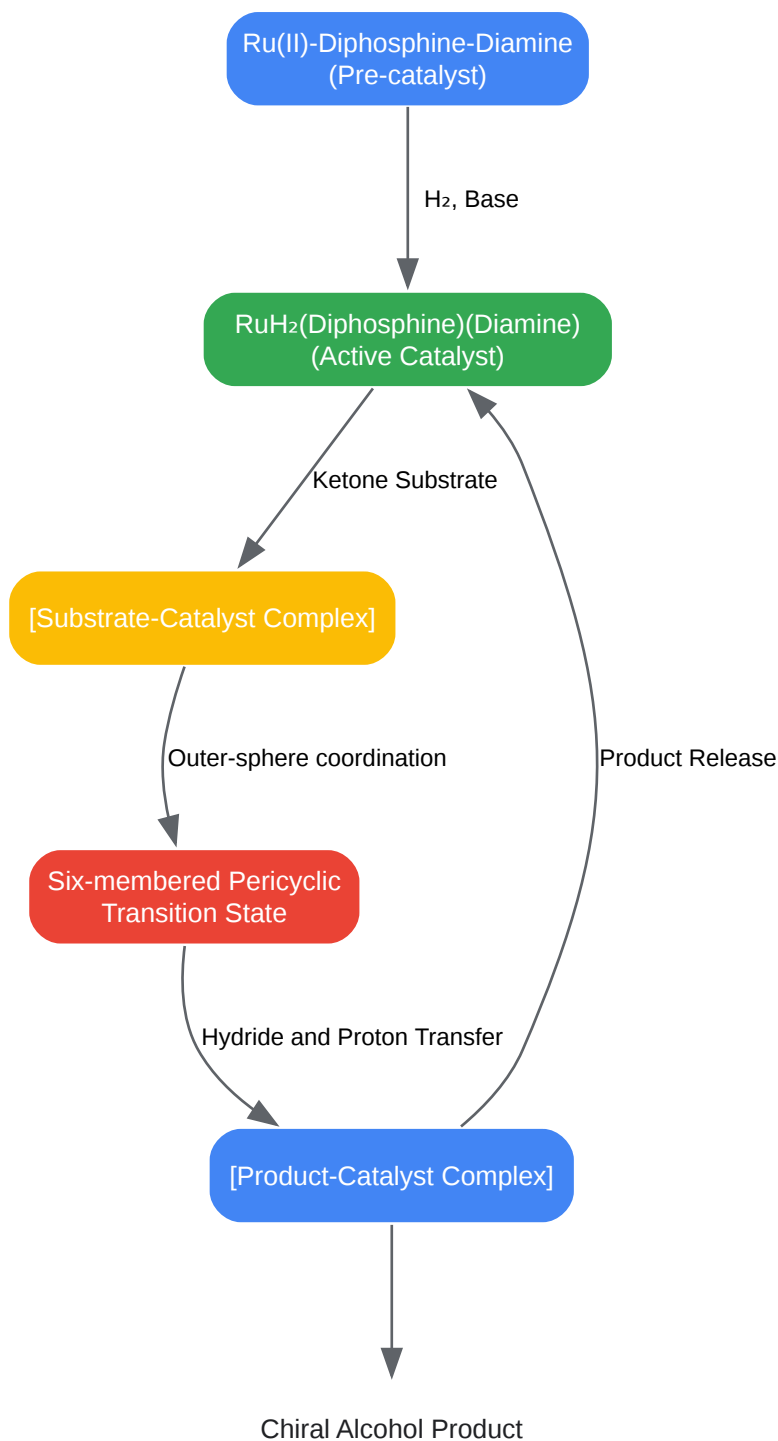 Ru(II)-Diphosphine-Diamine
(Pre-catalyst)
H₂, Base
RuH₂(Diphosphine)(Diamine)
(Active Catalyst)
Ketone Substrate
[Substrate-Catalyst Complex]
Outer-sphere coordination
Product Release
Six-membered Pericyclic
Transition State
Hydride and Proton Transfer
[Product-Catalyst Complex]
Chiral Alcohol Product